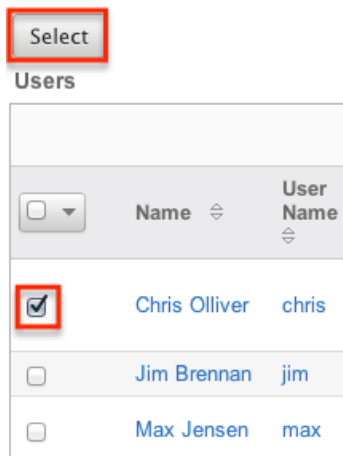 Select
Users
Name
User
Name
Chris Olliver chris
Jim Brennan jim
Max Jensen max